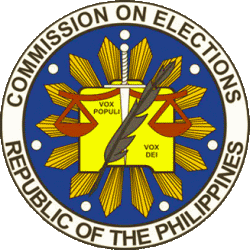 COMMISSION ON ELECTIONS
VOX
POPULI
VOX
DEI
REPUBLIC OF THE PHILIPPINES